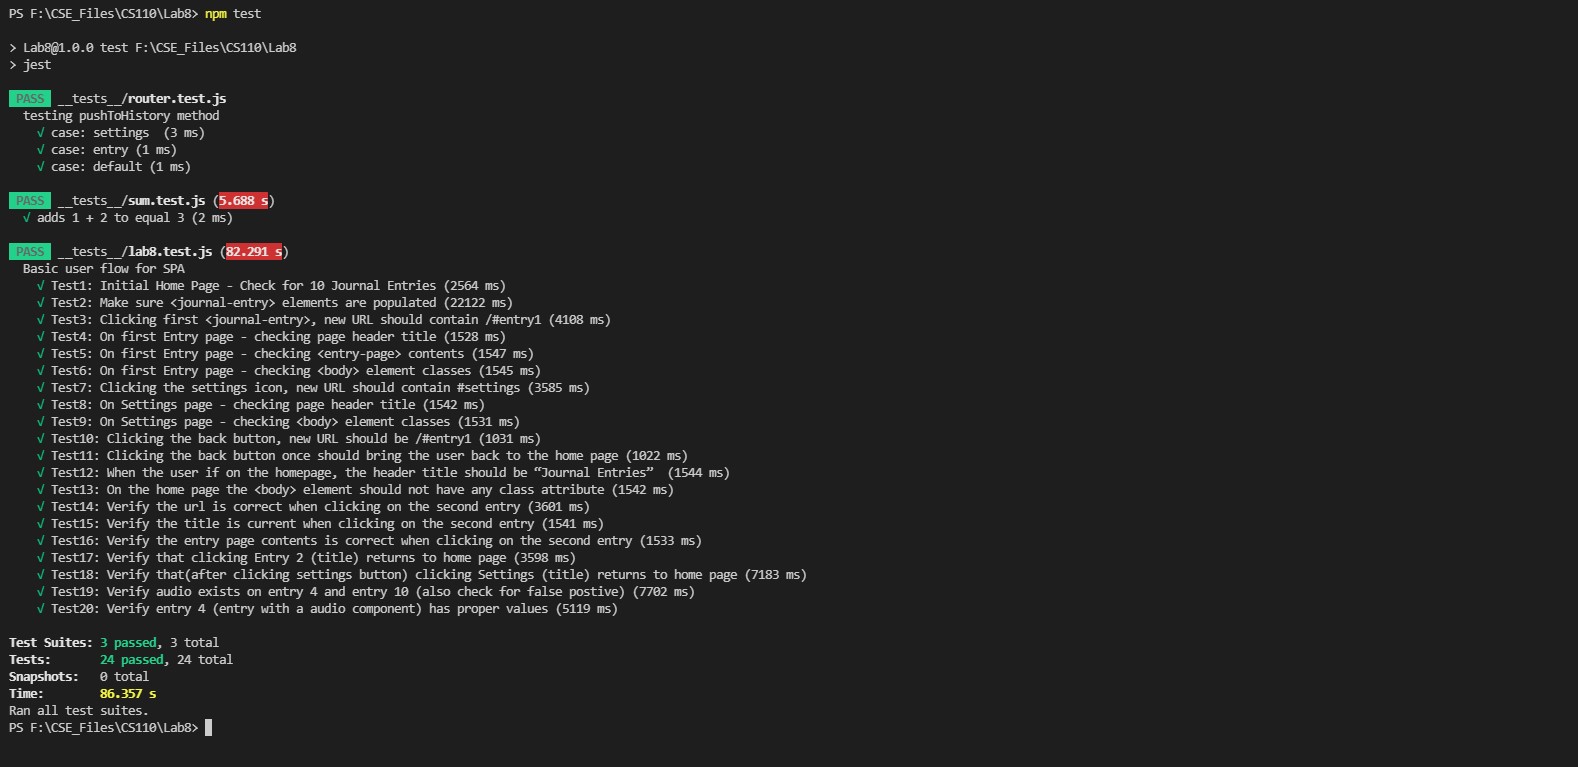 PS F:\CSE_Files\CS110\Lab8> npm test
> Lab8@1.0.0 test F:\CSE_Files\CS110\Lab8
> jest
PASS __tests__/router.test.js
testing pushToHistory method
√ case: settings  (3 ms)
√ case: entry (1 ms)
√ case: default (1 ms)
PASS __tests__/sum.test.js (5.688 s)
√ adds 1 + 2 to equal 3 (2 ms)
PASS __tests__/lab8.test.js (82.291 s)
Basic user flow for SPA
√ Test1: Initial Home Page - Check for 10 Journal Entries (2564 ms)
√ Test2: Make sure <journal-entry> elements are populated (22122 ms)
√ Test3: Clicking first <journal-entry>, new URL should contain /#entry1 (4108 ms)
√ Test4: On first Entry page - checking page header title (1528 ms)
√ Test5: On first Entry page - checking <entry-page> contents (1547 ms)
√ Test6: On first Entry page - checking <body> element classes (1545 ms)
√ Test7: Clicking the settings icon, new URL should contain #settings (3585 ms)
√ Test8: On Settings page - checking page header title (1542 ms)
√ Test9: On Settings page - checking <body> element classes (1531 ms)
√ Test10: Clicking the back button, new URL should be /#entry1 (1031 ms)
√ Test11: Clicking the back button once should bring the user back to the home page (1022 ms)
√ Test12: When the user if on the homepage, the header title should be “Journal Entries”  (1544 ms)
√ Test13: On the home page the <body> element should not have any class attribute (1542 ms)
√ Test14: Verify the url is correct when clicking on the second entry (3601 ms)
√ Test15: Verify the title is current when clicking on the second entry (1541 ms)
√ Test16: Verify the entry page contents is correct when clicking on the second entry (1533 ms)
√ Test17: Verify that clicking Entry 2 (title) returns to home page (3598 ms)
√ Test18: Verify that(after clicking settings button) clicking Settings (title) returns to home page (7183 ms)
√ Test19: Verify audio exists on entry 4 and entry 10 (also check for false postive) (7702 ms)
√ Test20: Verify entry 4 (entry with a audio component) has proper values (5119 ms)
Test Suites: 3 passed, 3 total
Tests: 24 passed, 24 total
Snapshots: 0 total
Time: 86.357 s
Ran all test suites.
PS F:\CSE_Files\CS110\Lab8>